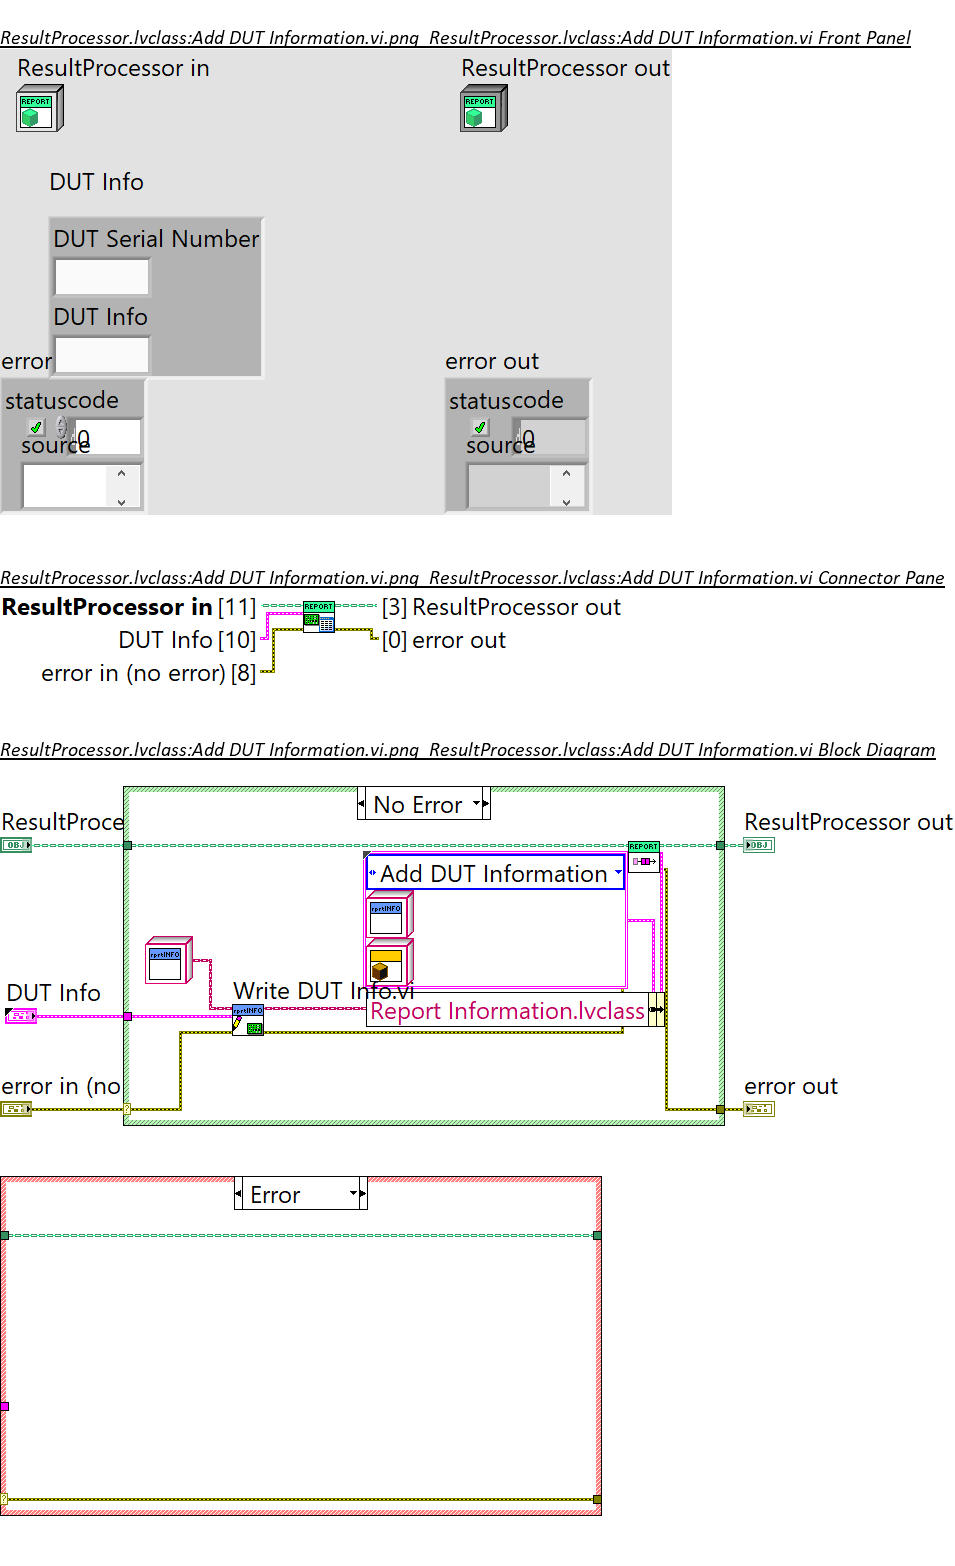 ResultProcessor.lvclass:Add DUT Information.vi.png  ResultProcessor.lvclass:Add DUT Information.vi Front Panel
ResultProcessor in
ResultProcessor out
REPORT
REPORT
DUT Info
DUT Serial Number
DUT Info
error
error out
status code
status code
0
0
source
source
ResultProcessor.lvclass:Add DUT Information.vi.png  ResultProcessor.lvclass:Add DUT Information.vi Connector Pane
ResultProcessor in [11]
REPORT
[3] ResultProcessor out
DUT Info [10]
[0] error out
error in (no error) [8]
ResultProcessor.lvclass:Add DUT Information.vi.png  ResultProcessor.lvclass:Add DUT Information.vi Block Diagram
No Error
ResultProce
ResultProcessor out
OBJ
REPORT
OBJ
Add DUT Information
rprtINFO
rprtINFO
DUT Info
Write DUT Info.vi
rprtINFO
Report Information.lvclass
error in (no
error out
?
Error
?